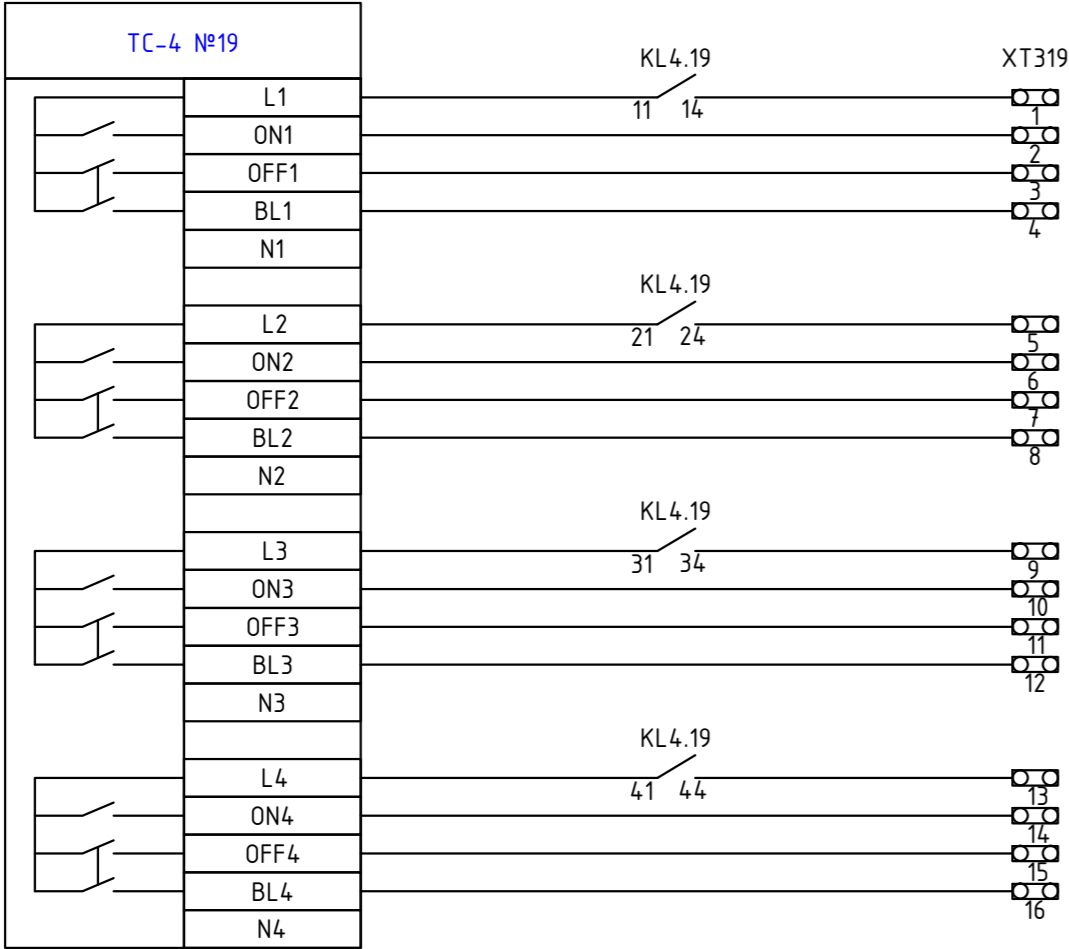 TC-4 №19
KL4.19
XT319
L1
11 14
1
ON1
2
OFF1
3
BL1
4
N1
KL4.19
L2
21 24
5
ON2
6
OFF2
7
BL2
8
N2
KL4.19
L3
31 34
9
ON3
10
OFF3
11
BL3
12
N3
KL4.19
L4
41 44
13
ON4
14
OFF4
15
BL4
16
N4